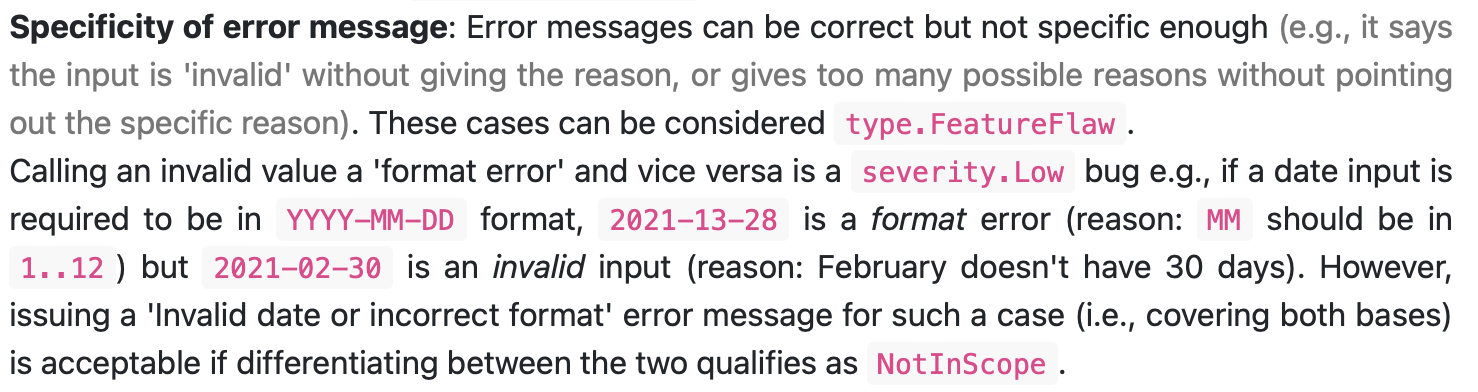 Specificity of error message: Error messages can be correct but not specific enough (e.g., it says
the input is 'invalid' without giving the reason, or gives too many possible reasons without pointing
out the specific reason). These cases can be considered type.FeatureFlaw .
Calling an invalid value a 'format error' and vice versa is a severity.Low bug e.g., if a date input is
required to be in YYYY-MM-DD format, 2021-13-28 is a format error (reason: MM should be in
1..12 ) but 2021-02-30 is an invalid input (reason: February doesn't have 30 days). However,
issuing a 'Invalid date or incorrect format' error message for such a case (i.e., covering both bases)
is acceptable if differentiating between the two qualifies as NotInScope .